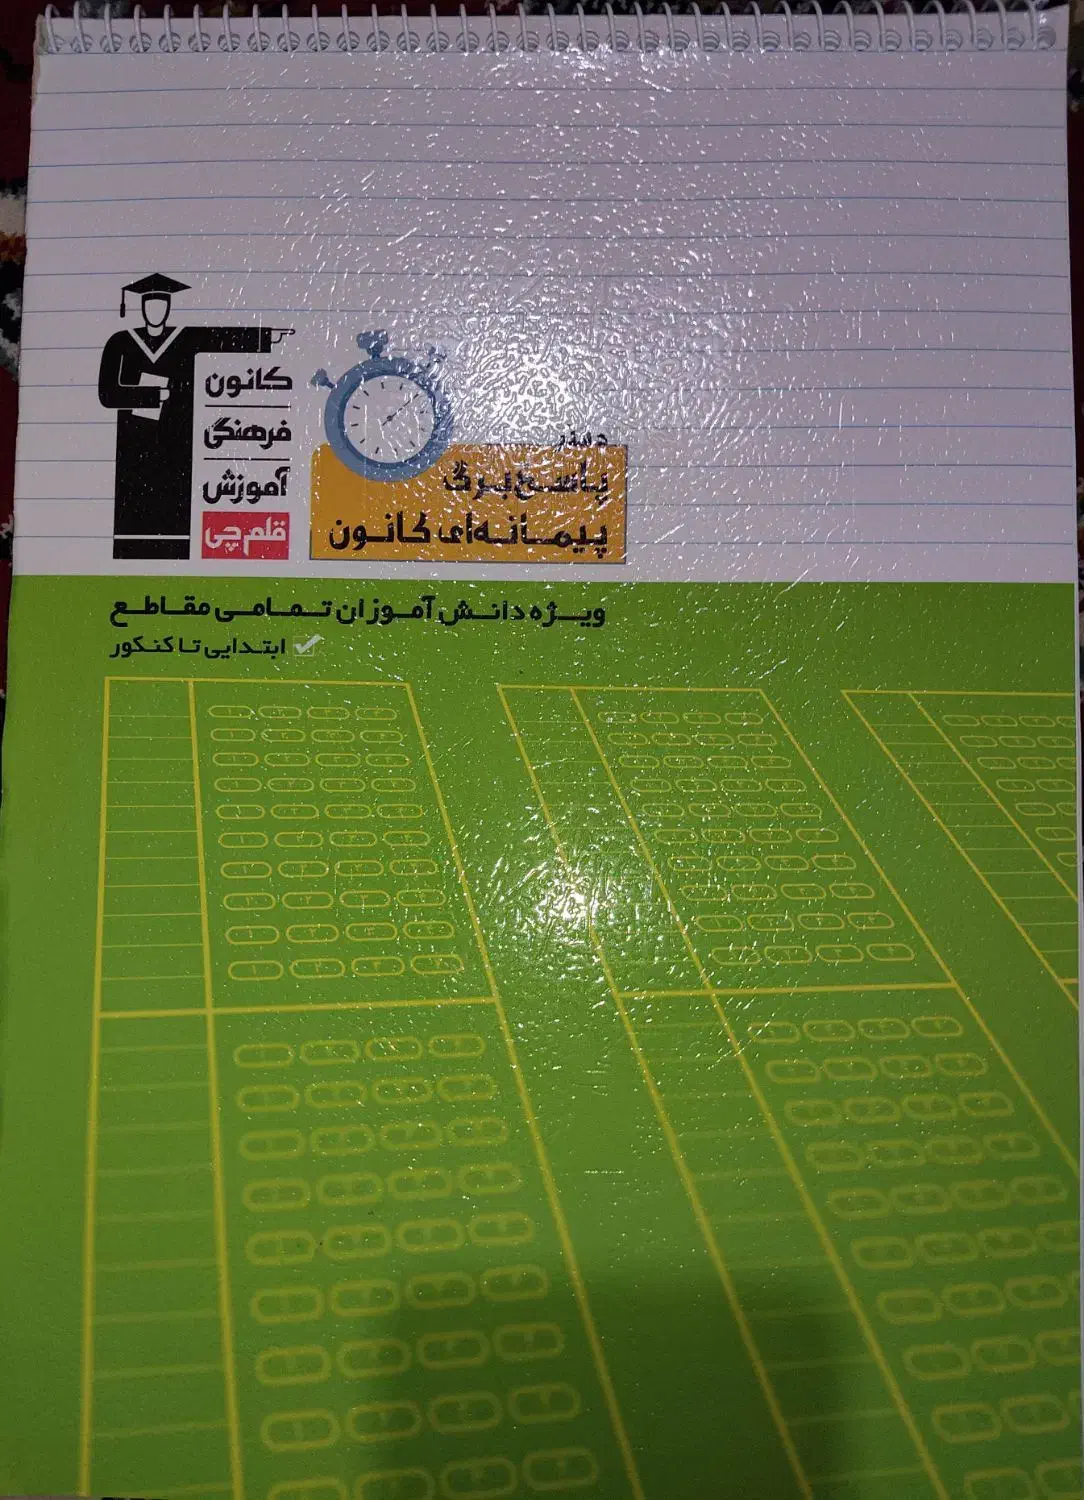 کانون
فرهنگی
آموزش
قلم‌چی
دفتر
پاسخ‌برگ
پیمانه‌ای کانون
ویژه دانش‌آموزان تمامی مقاطع
ابتدایی تا کنکور